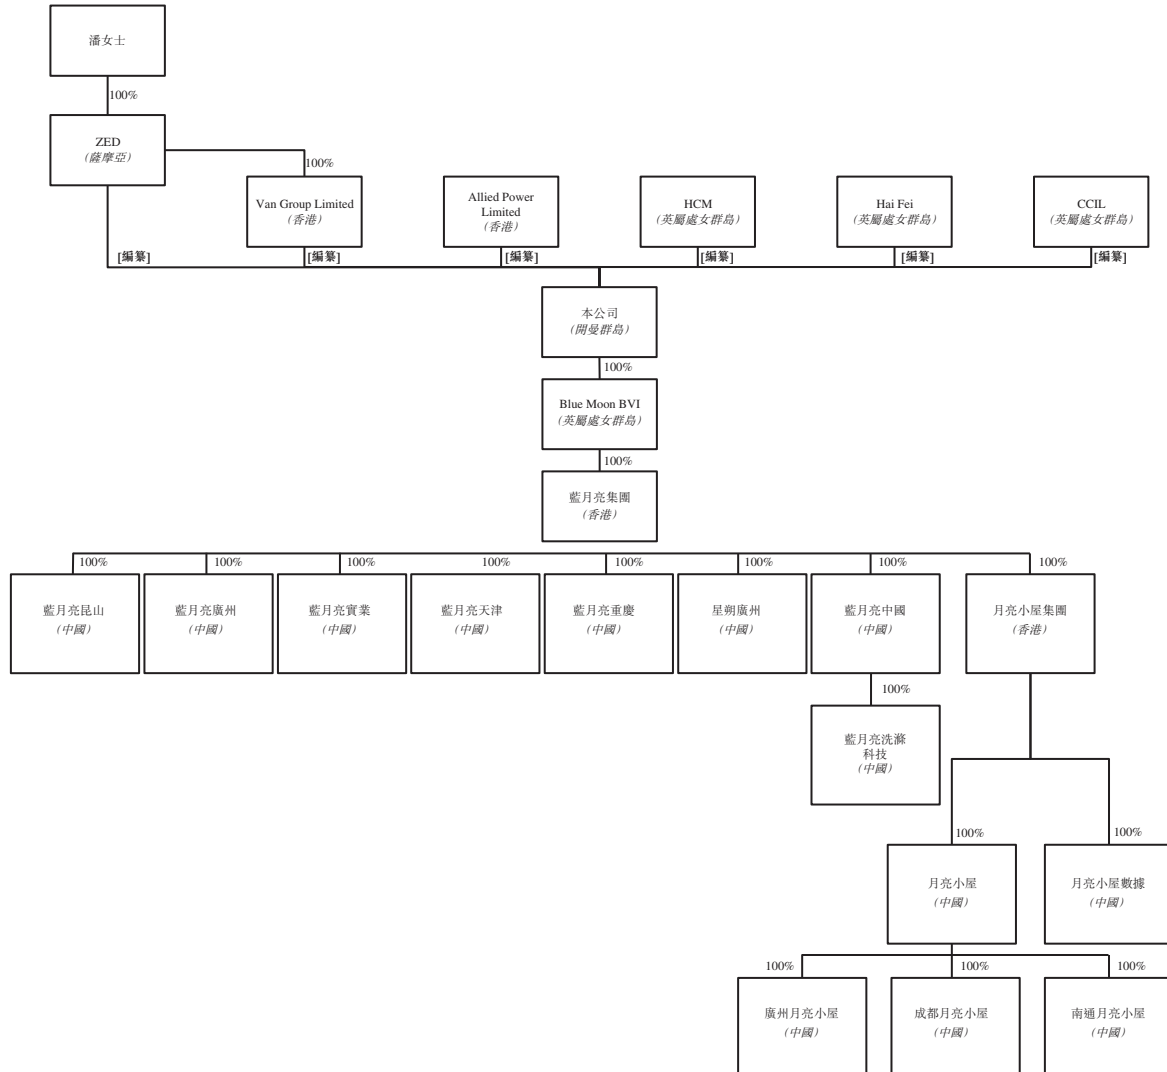 潘女士
100%
ZED
(薩摩亞)
100%
Van Group Limited
(香港)
Allied Power
Limited
(香港)
HCM
(英屬處女群島)
Hai Fei
(英屬處女群島)
CCIL
(英屬處女群島)
[編纂]
[編纂]
[編纂]
[編纂]
[編纂]
[編纂]
本公司
(開曼群島)
100%
Blue Moon BVI
(英屬處女群島)
100%
藍月亮集團
(香港)
100%
100%
100%
100%
100%
100%
100%
100%
藍月亮昆山
(中國)
藍月亮廣州
(中國)
藍月亮實業
(中國)
藍月亮天津
(中國)
藍月亮重慶
(中國)
星朔廣州
(中國)
藍月亮中國
(中國)
月亮小屋集團
(香港)
100%
藍月亮洗滌
科技
(中國)
100%
100%
月亮小屋
(中國)
月亮小屋數據
(中國)
100%
100%
100%
廣州月亮小屋
(中國)
成都月亮小屋
(中國)
南通月亮小屋
(中國)